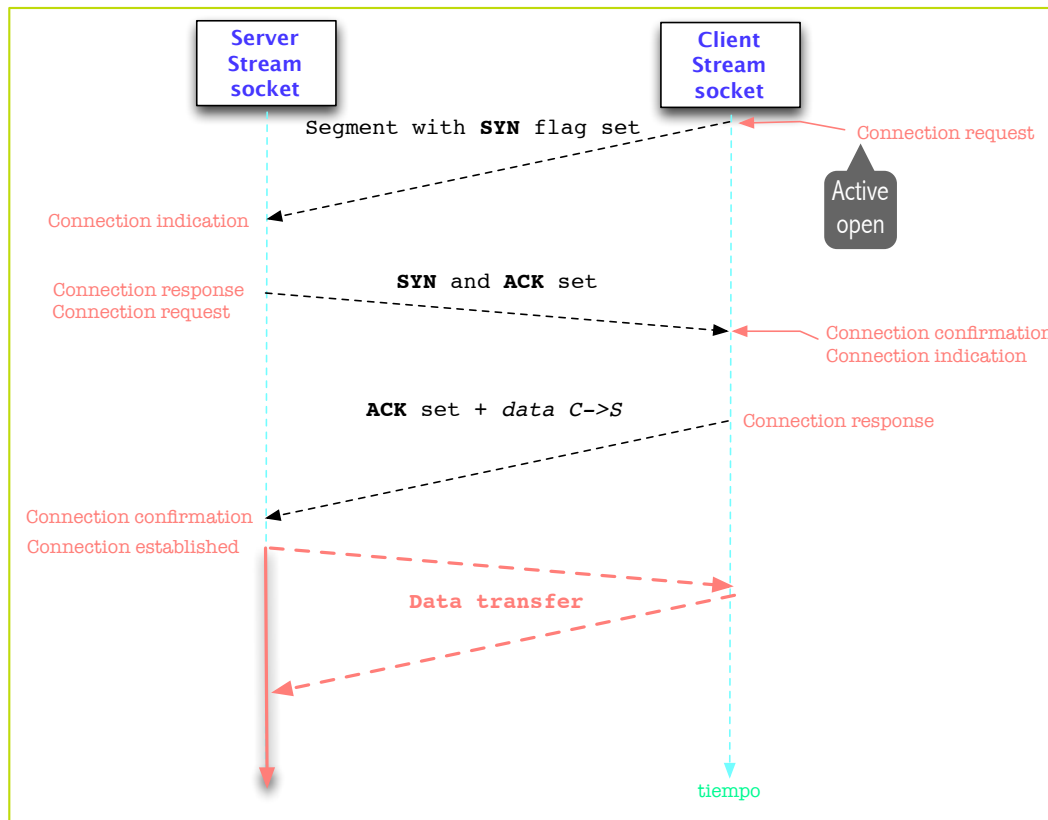 Server
Stream
socket
Client
Stream
socket
Segment with SYN flag set
Connection request
Active
open
Connection indication
SYN and ACK set
Connection response
Connection request
Connection confirmation
Connection indication
ACK set + data C->S
Connection response
Connection confirmation
Connection established
Data transfer
tiempo